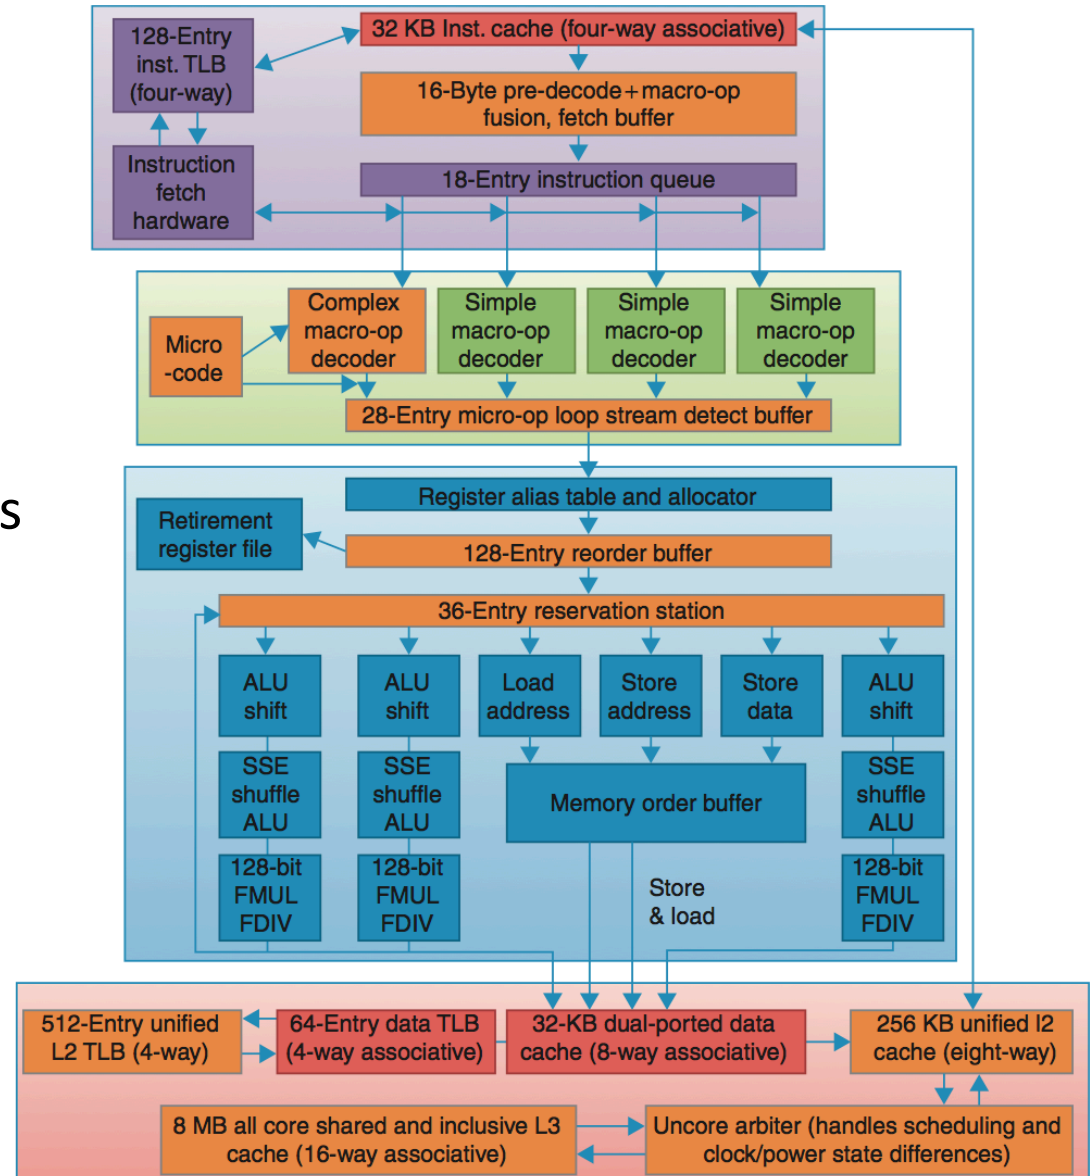 128-Entry
inst. TLB
(four-way)
32 KB Inst. cache (four-way associative)
16-Byte pre-decode+macro-op
fusion, fetch buffer
Instruction
fetch
hardware
18-Entry instruction queue
Micro
-code
Complex
macro-op
decoder
Simple
macro-op
decoder
Simple
macro-op
decoder
Simple
macro-op
decoder
28-Entry micro-op loop stream detect buffer
s
Register alias table and allocator
Retirement
register file
128-Entry reorder buffer
36-Entry reservation station
ALU
shift
ALU
shift
Load
address
Store
address
Store
data
ALU
shift
SSE
shuffle
ALU
SSE
shuffle
ALU
Memory order buffer
SSE
shuffle
ALU
128-bit
FMUL
FDIV
128-bit
FMUL
FDIV
Store
& load
128-bit
FMUL
FDIV
512-Entry unified
L2 TLB (4-way)
64-Entry data TLB
(4-way associative)
32-KB dual-ported data
cache (8-way associative)
256 KB unified l2
cache (eight-way)
8 MB all core shared and inclusive L3
cache (16-way associative)
Uncore arbiter (handles scheduling and
clock/power state differences)